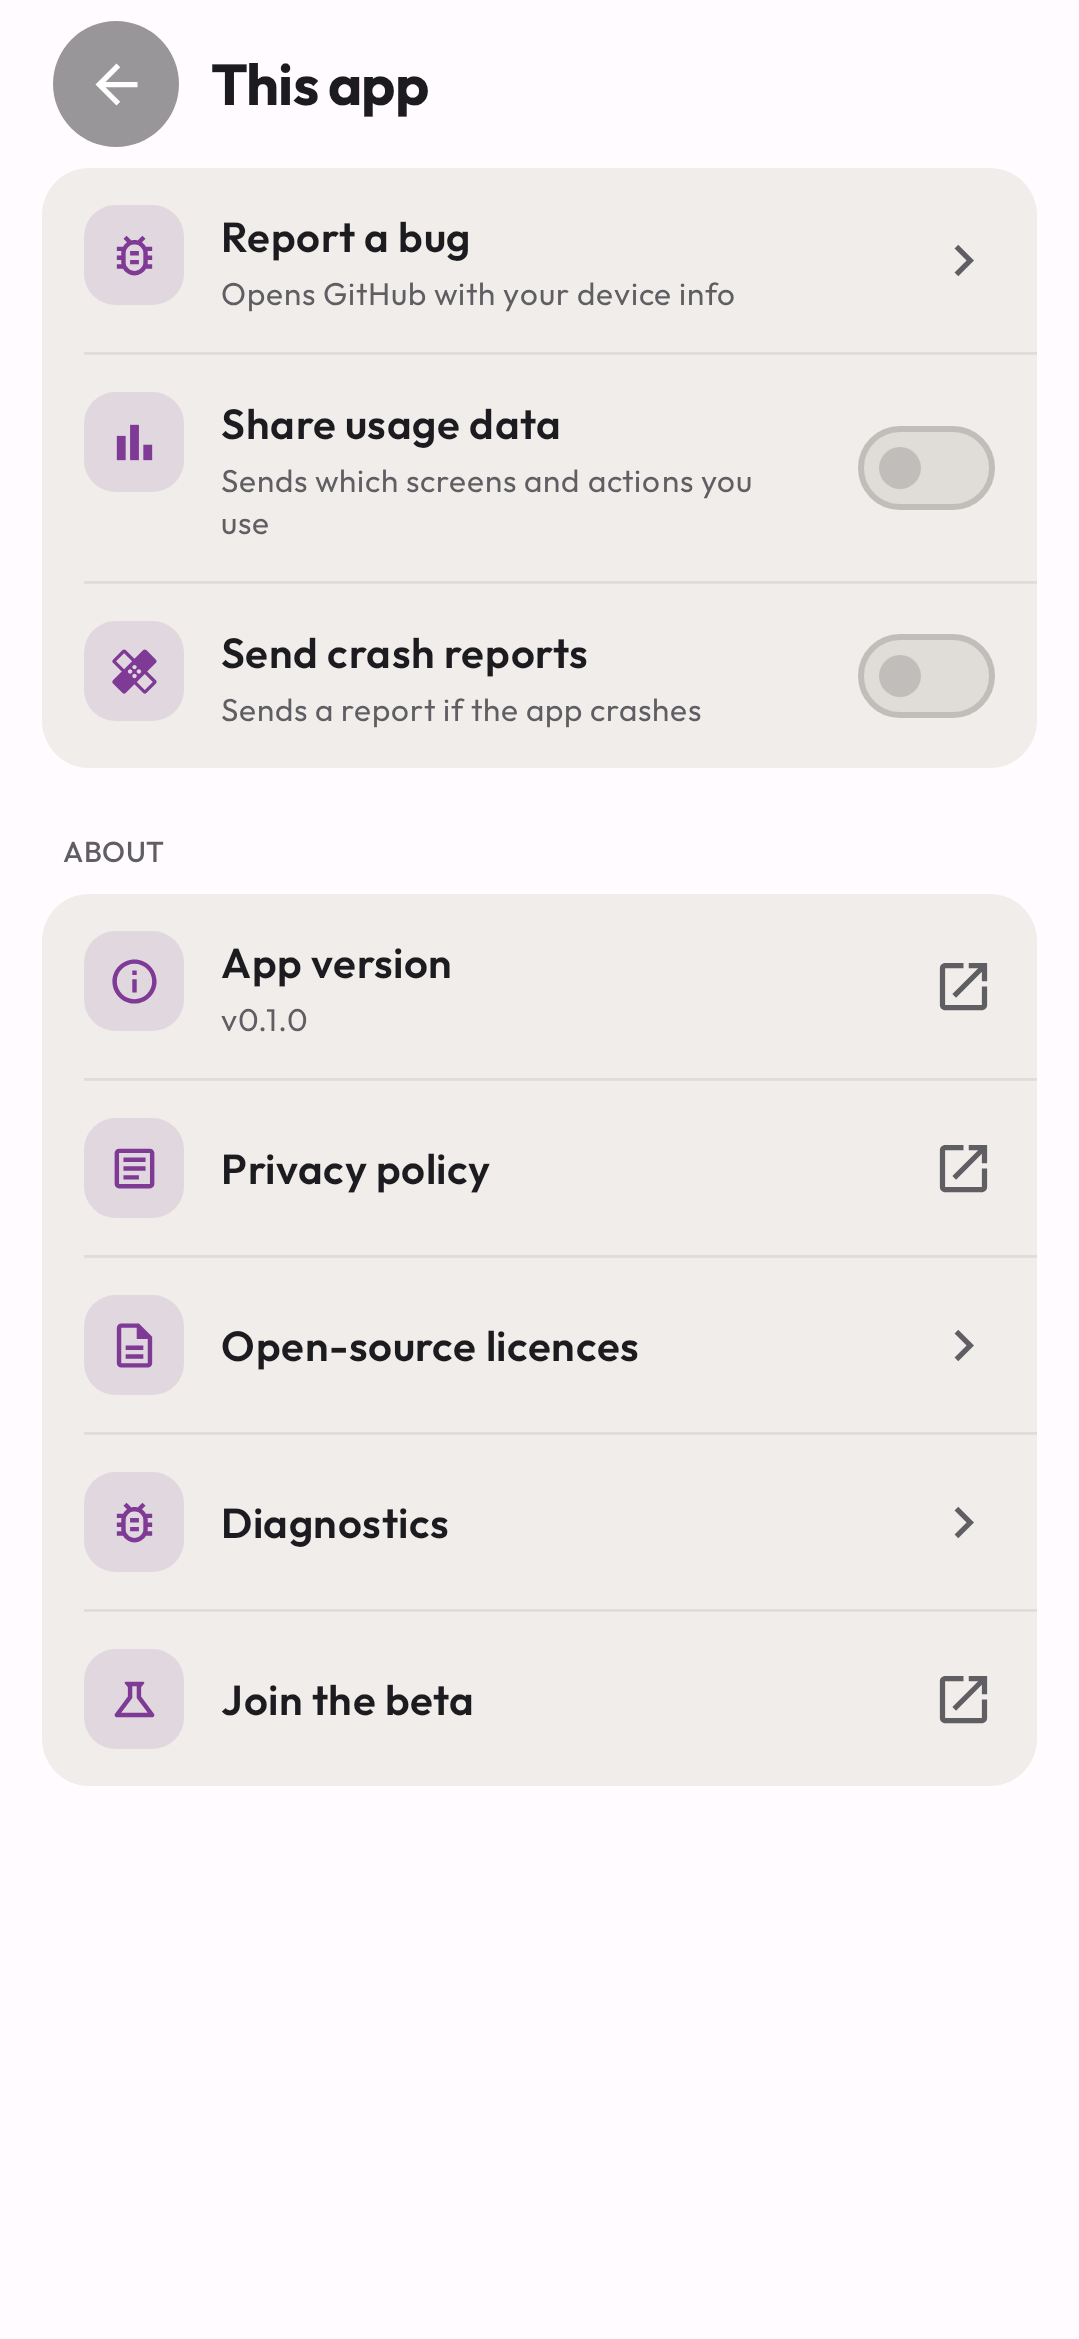 This app
Report a bug
Opens GitHub with your device info
Share usage data
Sends which screens and actions you
use
Send crash reports
Sends a report if the app crashes
ABOUT
App version
v0.1.0
Privacy policy
Open-source licences
Diagnostics
Join the beta